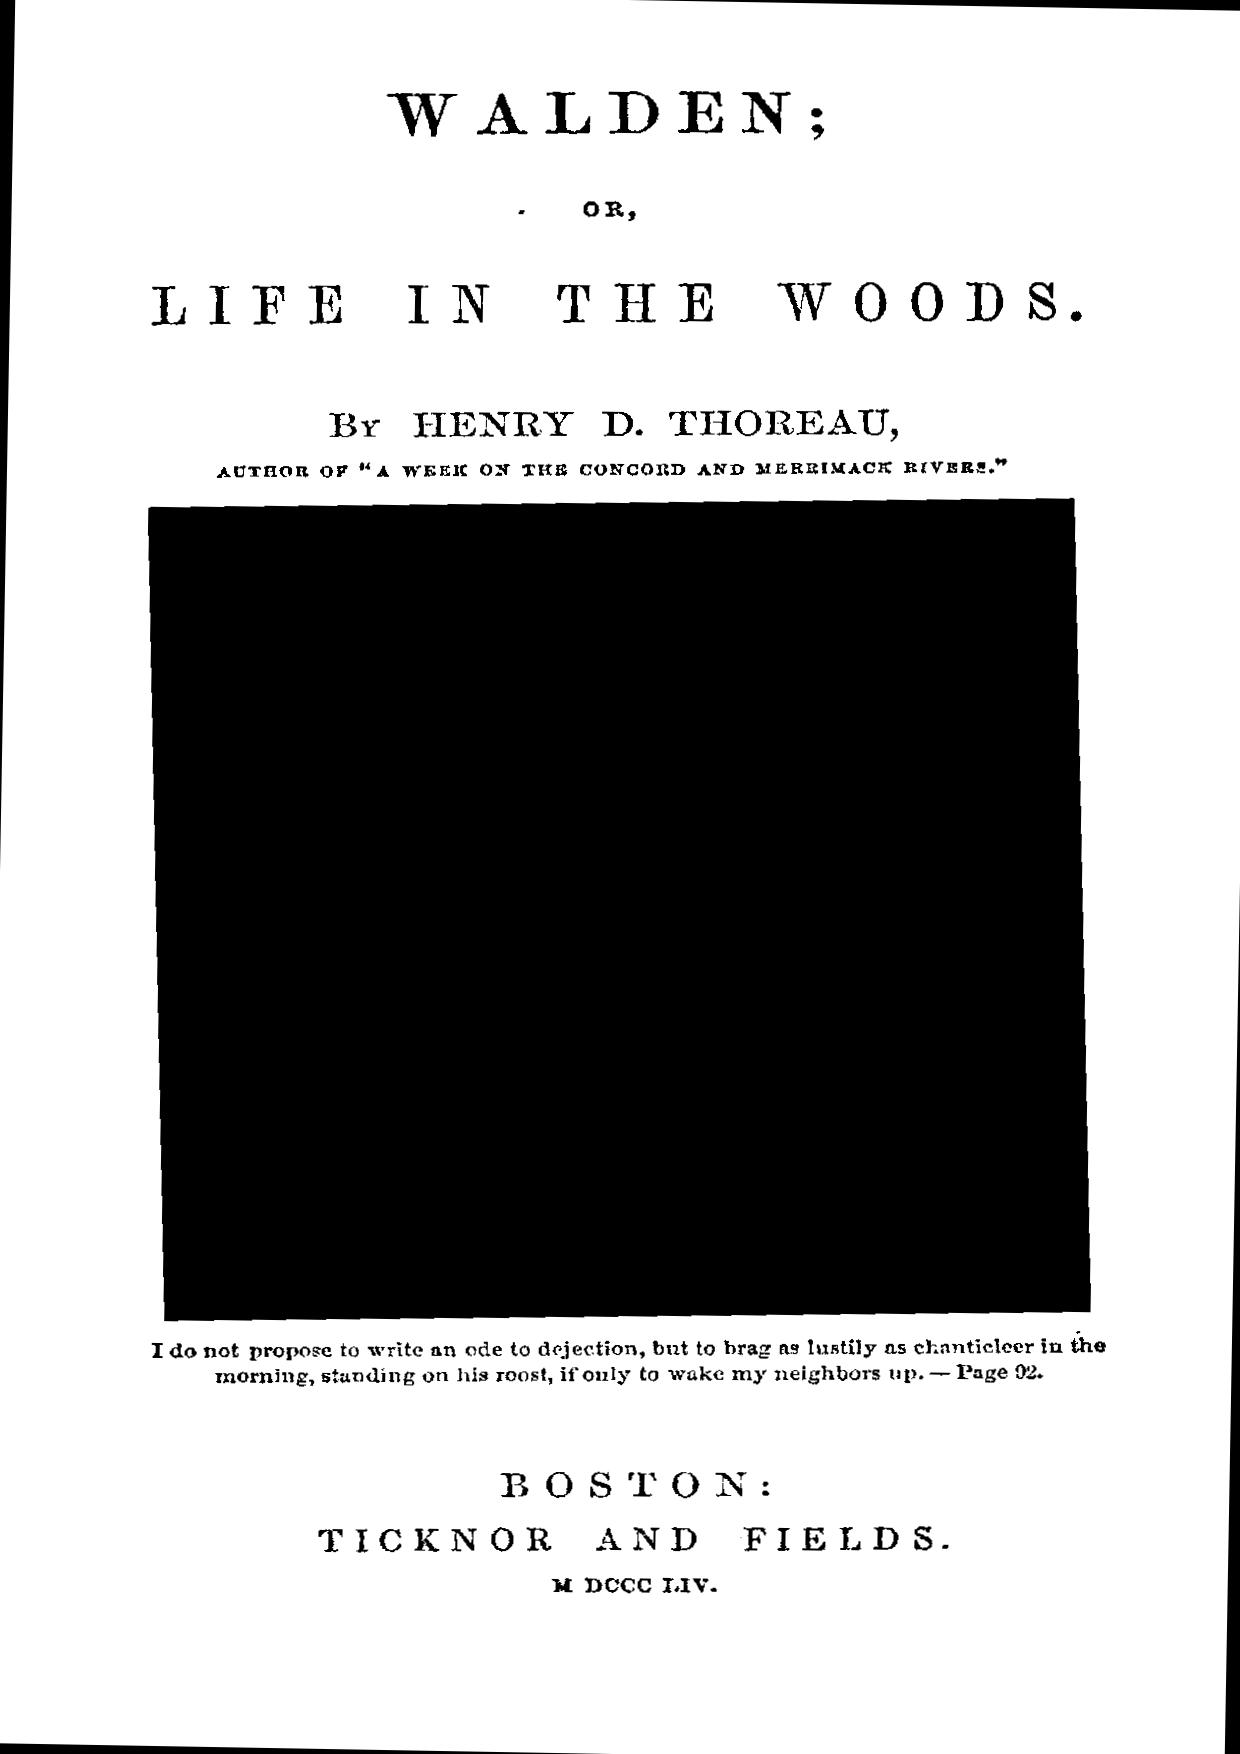 WALDEN;
OR,
LIFE IN THE WOODS.
By HENRY D. THOREAU,
AUTHOR OF "A WEEK ON THE CONCORD AND MERRIMACK RIVERS."
I do not propose to write an ode to dejection, but to brag as lustily as chanticleer in the
morning, standing on his roost, if only to wake my neighbors up. — Page 92.
BOSTON:
TICKNOR AND FIELDS.
M DCCC LIV.